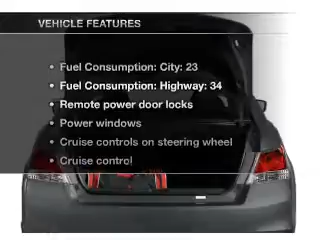 VEHICLE FEATURES
• Fuel Consumption: City: 23
• Fuel Consumption: Highway: 34
• Remote power door locks
• Power windows
• Cruise controls on steering wheel
• Cruise control